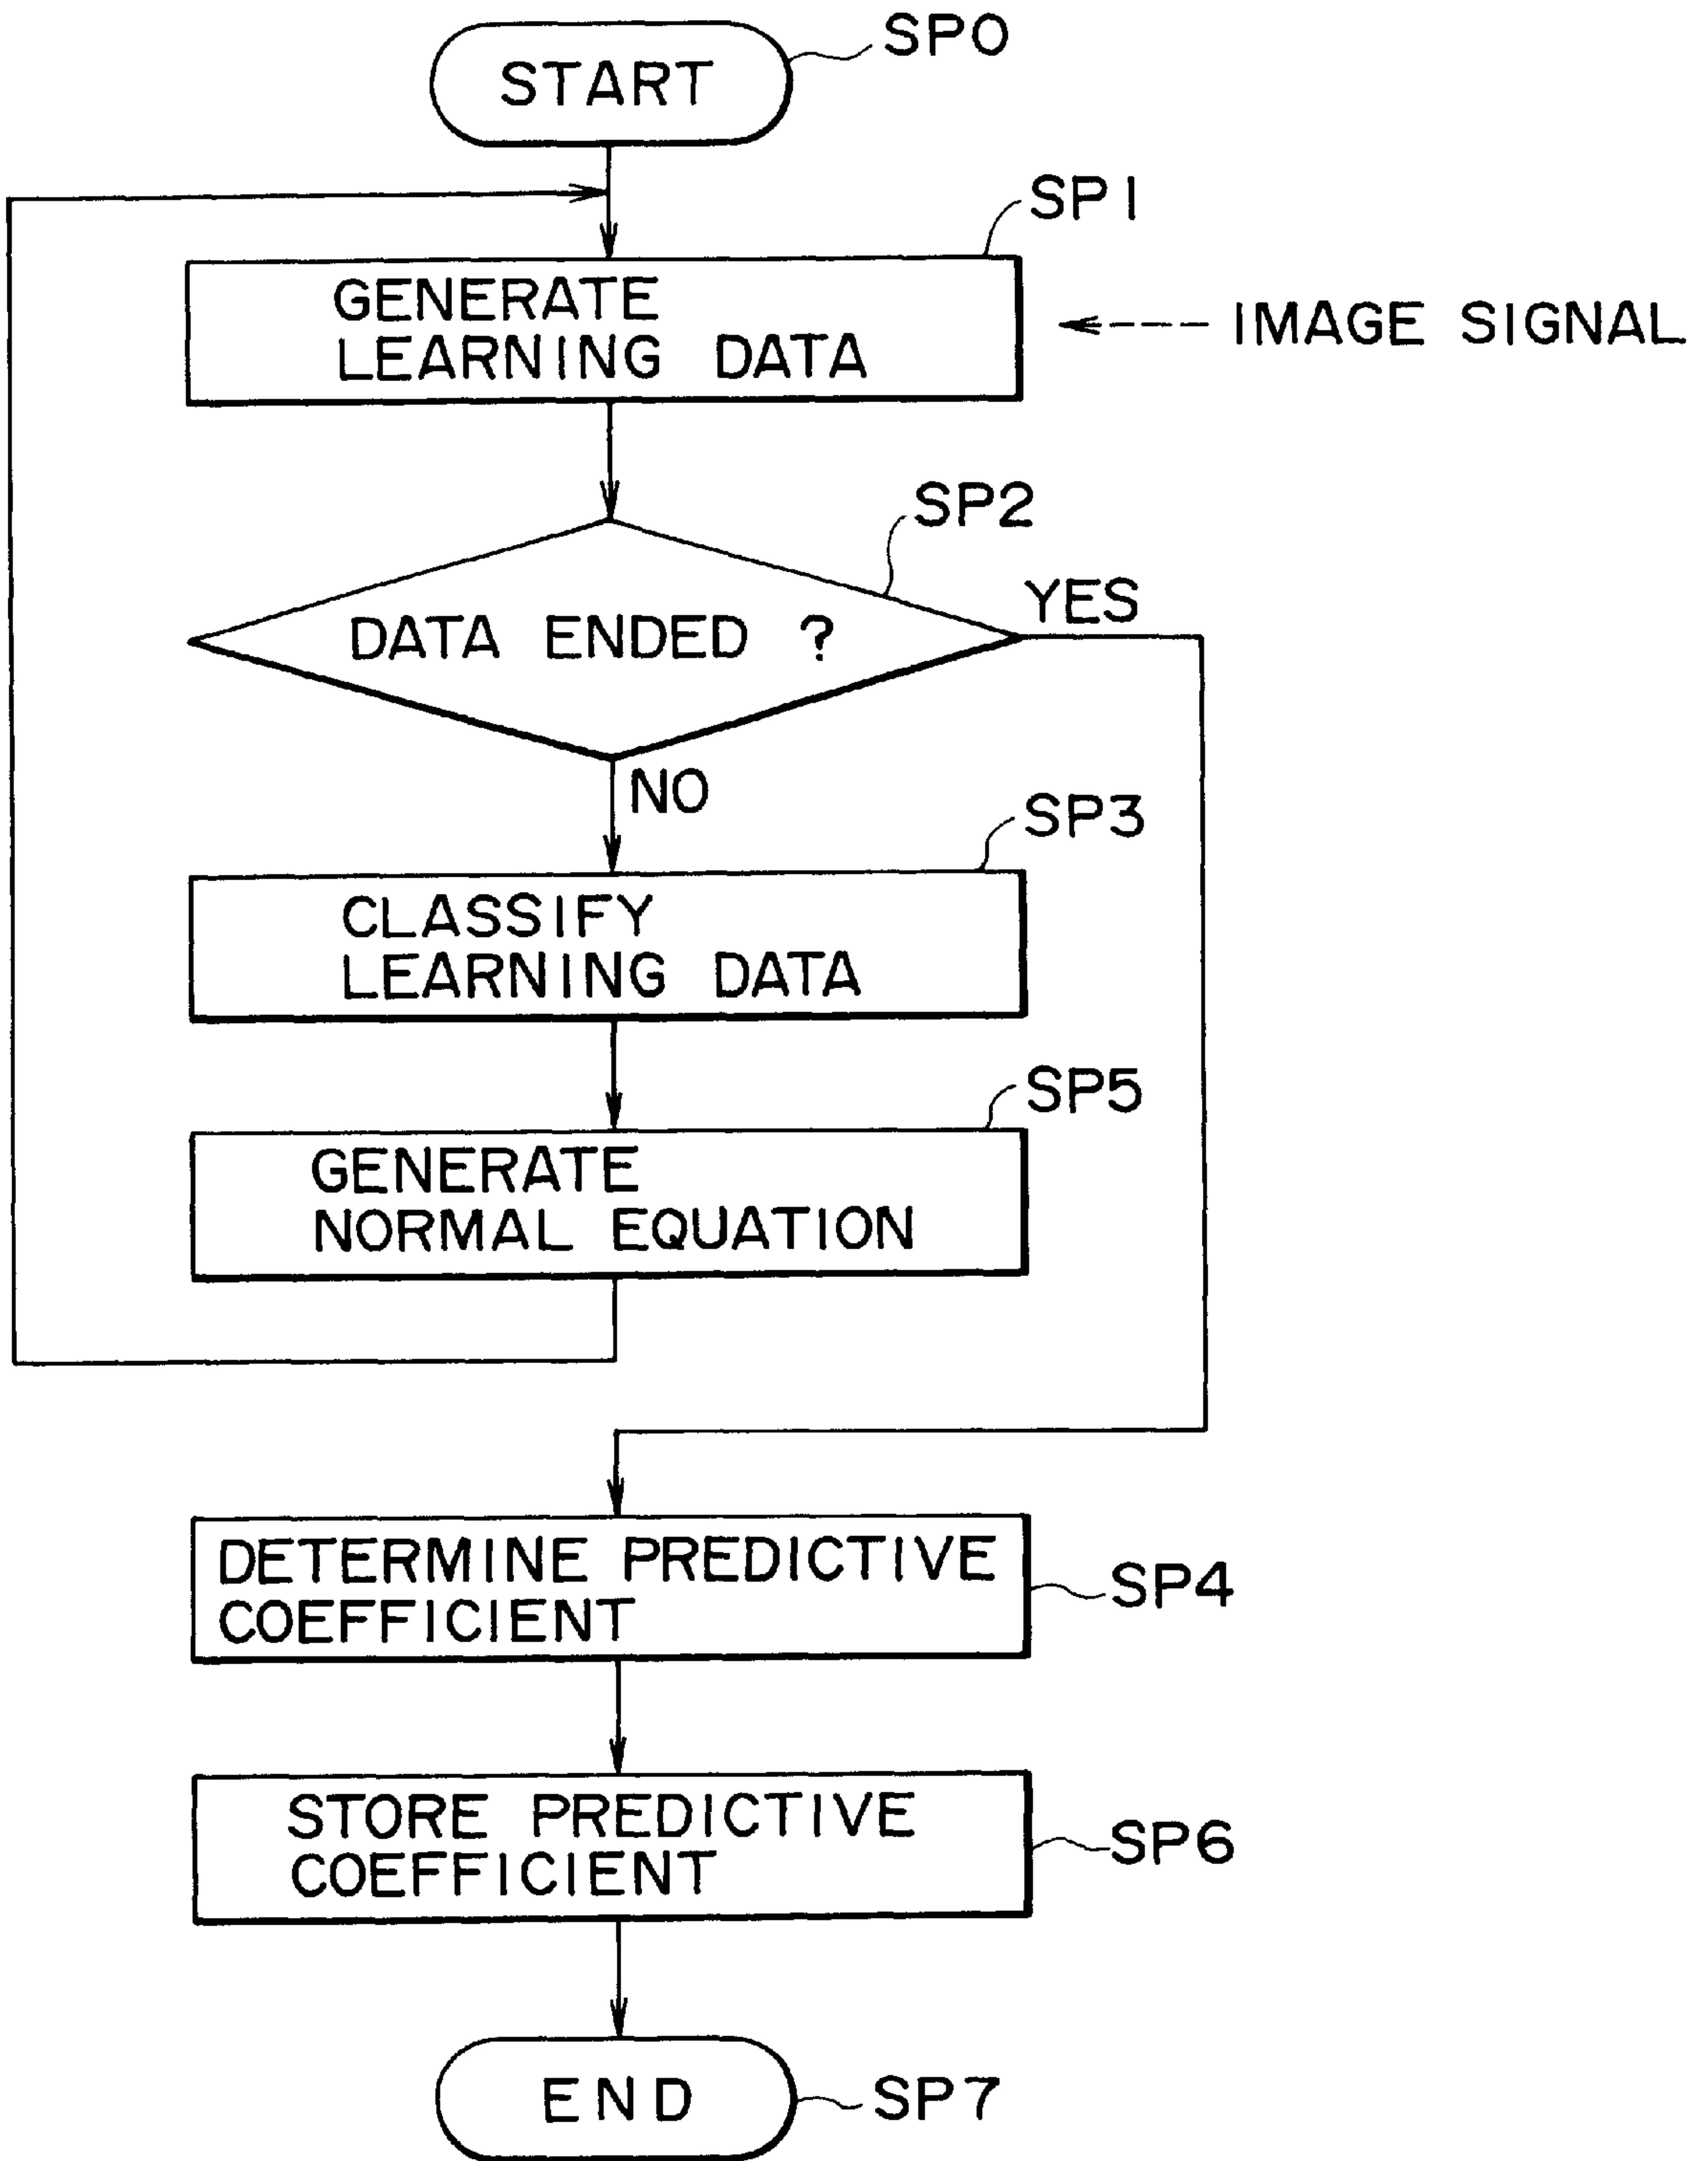 SP0
START
SP1
GENERATE
LEARNING DATA
IMAGE SIGNAL
SP2
YES
DATA ENDED ?
NO
SP3
CLASSIFY
LEARNING DATA
SP5
GENERATE
NORMAL EQUATION
DETERMINE PREDICTIVE
COEFFICIENT
SP4
STORE PREDICTIVE
COEFFICIENT
SP6
END
SP7